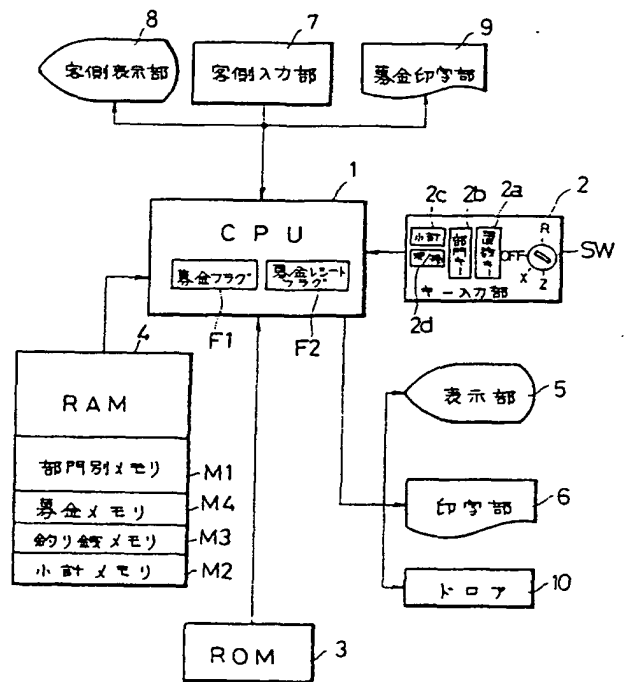 8
7
9
客側表示部
客側入力部
募金印字部
1
CPU
募金フラグ
募金レシートフラグ
F1
F2
2c
2b
2a
2
小計
部門キー
置数キー
R
OFF
SW
X
Z
キー入力部
2d
4
RAM
部門別メモリ
M1
募金メモリ
M4
釣り銭メモリ
M3
小計メモリ
M2
表示部
5
印字部
6
ドロア
10
ROM
3